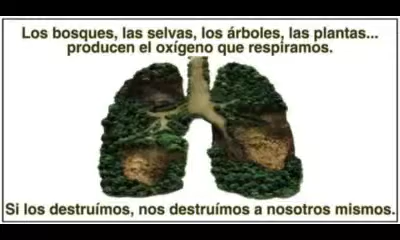 Los bosques, las selvas, los árboles, las plantas...
producen el oxígeno que respiramos.
Si los destruímos, nos destruímos a nosotros mismos.